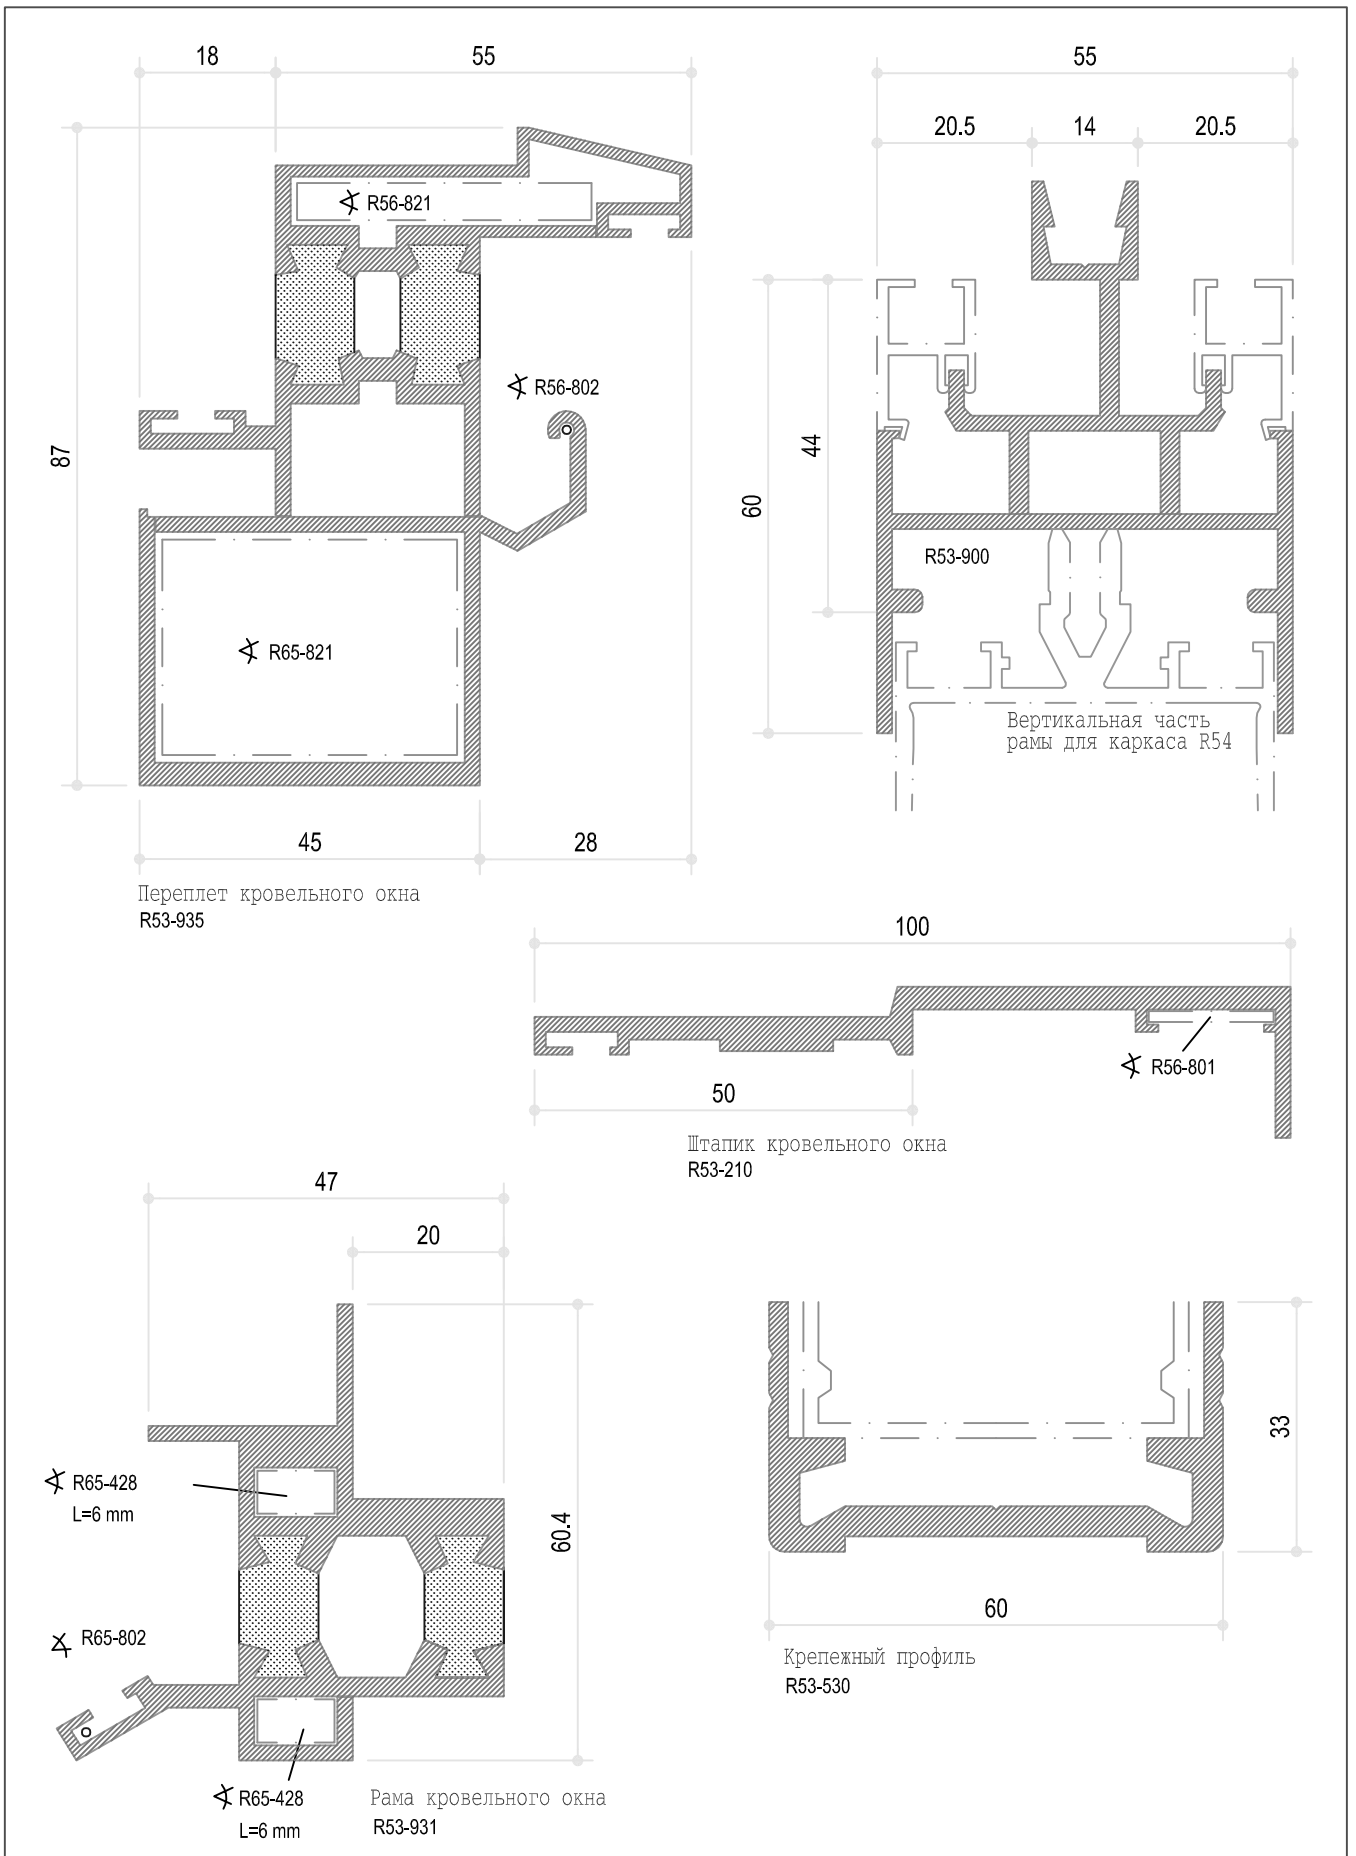 18
55
R56-821
87
R56-802
R65-821
45
28
Переплет кровельного окна
R53-935
55
20.5
14
20.5
44
60
R53-900
Вертикальная часть
рамы для каркаса R54
100
R56-801
50
Штапик кровельного окна
R53-210
47
20
R65-428
L=6 mm
60.4
R65-802
R65-428
L=6 mm
Рама кровельного окна
R53-931
33
60
Крепежный профиль
R53-530